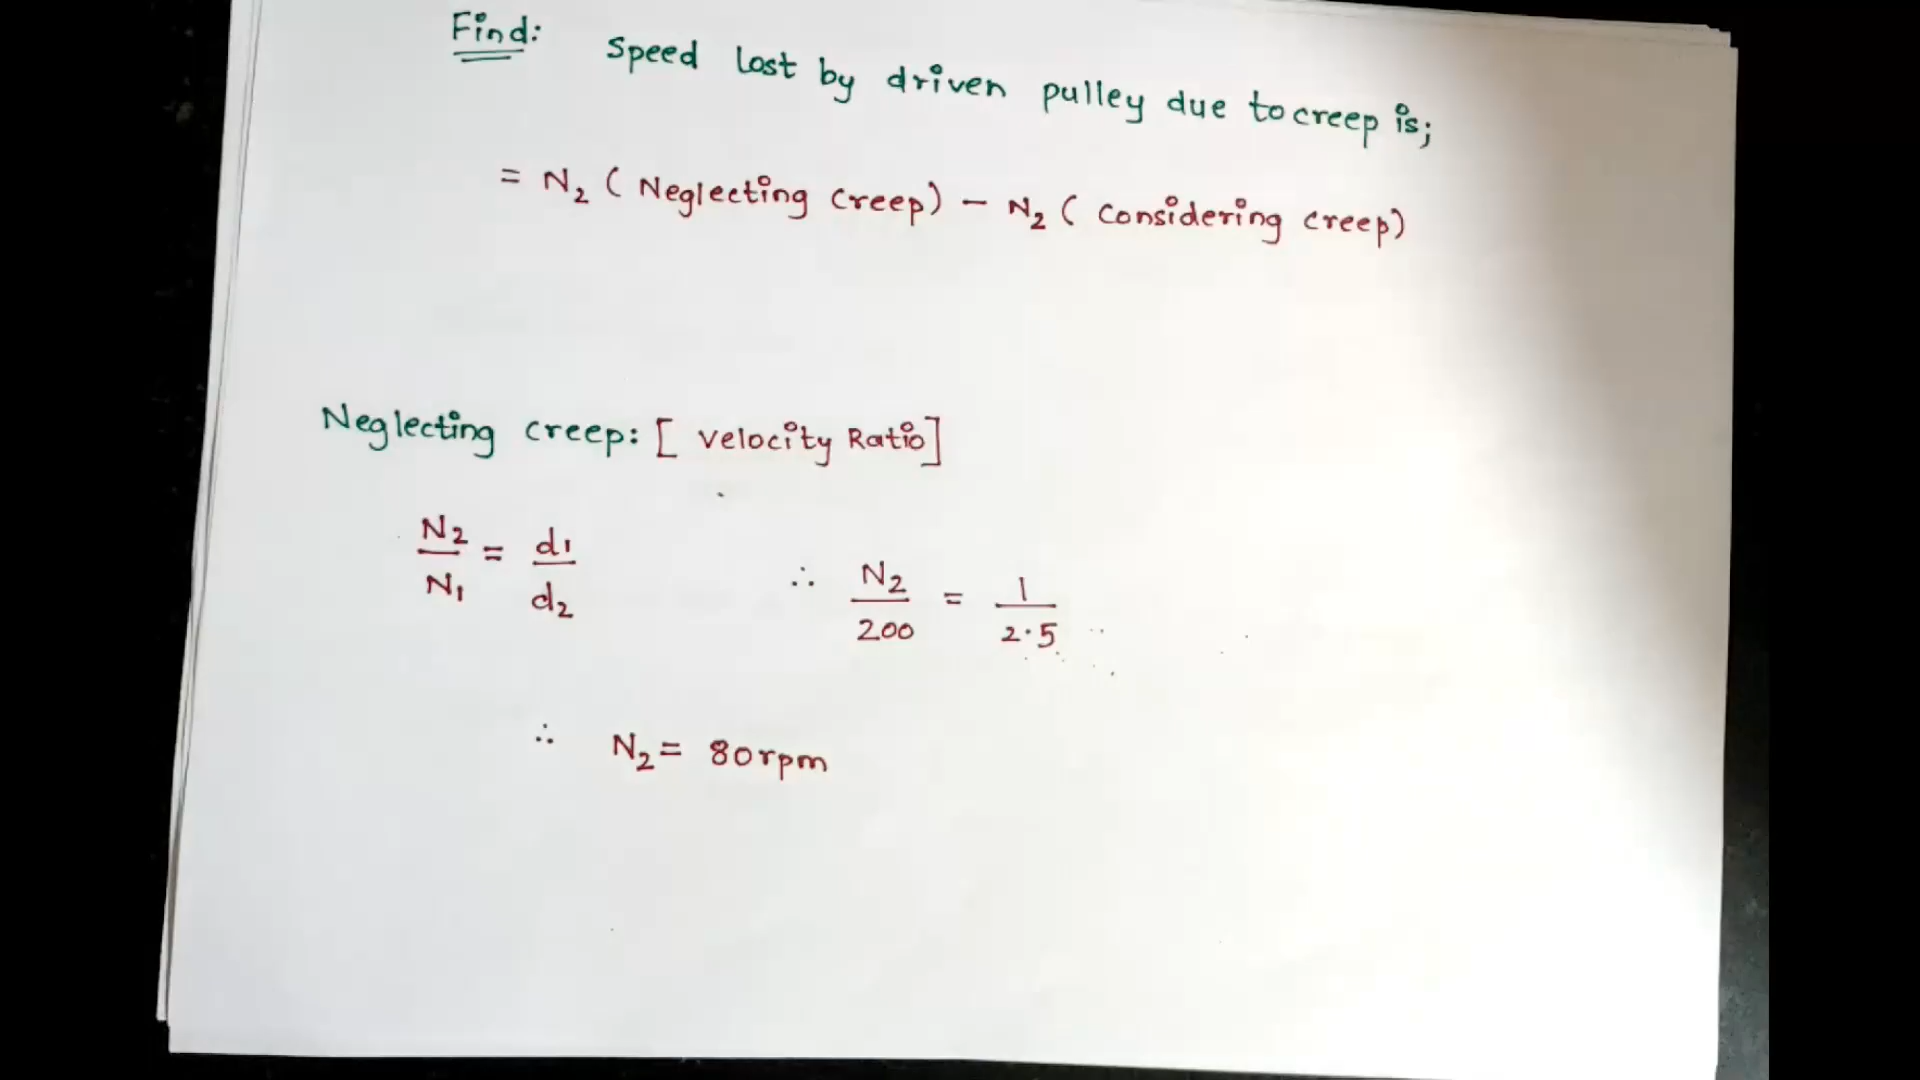 Find: Speed lost by driven pulley due to creep is;
= N₂ ( Neglecting creep) - N₂ ( Considering creep)
Neglecting creep: [ Velocity Ratio]
N₂/N₁ = d₁/d₂ ∴ N₂/200 = 1/2.5
∴ N₂ = 80rpm